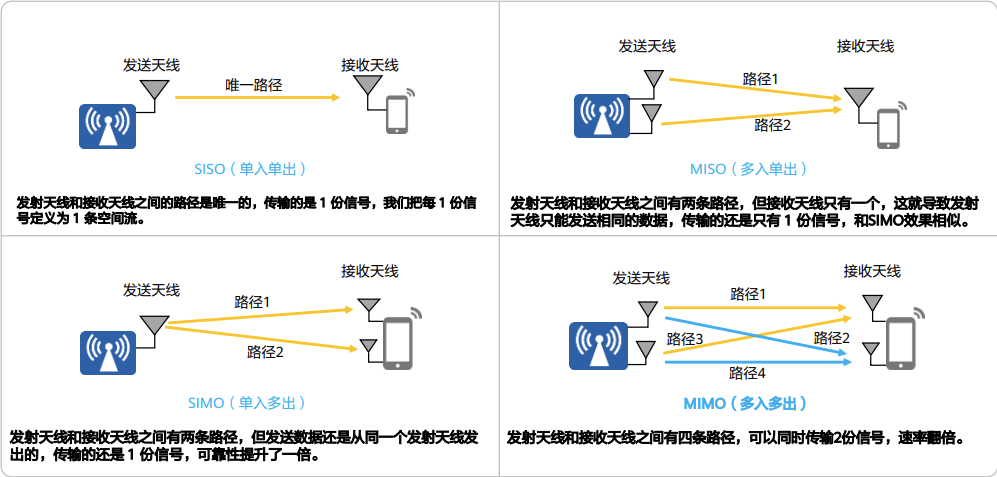 发送天线
接收天线
唯一路径
SISO（单入单出）
发射天线和接收天线之间的路径是唯一的，传输的是 1 份信号，我们把每 1 份信
号定义为 1 条空间流。
发送天线
接收天线
路径1
路径2
MISO（多入单出）
发射天线和接收天线之间有两条路径，但接收天线只有一个，这就导致发射
天线只能发送相同的数据，传输的还是只有 1 份信号，和SIMO效果相似。
接收天线
发送天线
路径1
路径2
SIMO（单入多出）
发射天线和接收天线之间有两条路径，但发送数据还是从同一个发射天线发
出的，传输的还是 1 份信号，可靠性提升了一倍。
发送天线
接收天线
路径1
路径3
路径2
路径4
MIMO（多入多出）
发射天线和接收天线之间有四条路径，可以同时传输2份信号，速率翻倍。